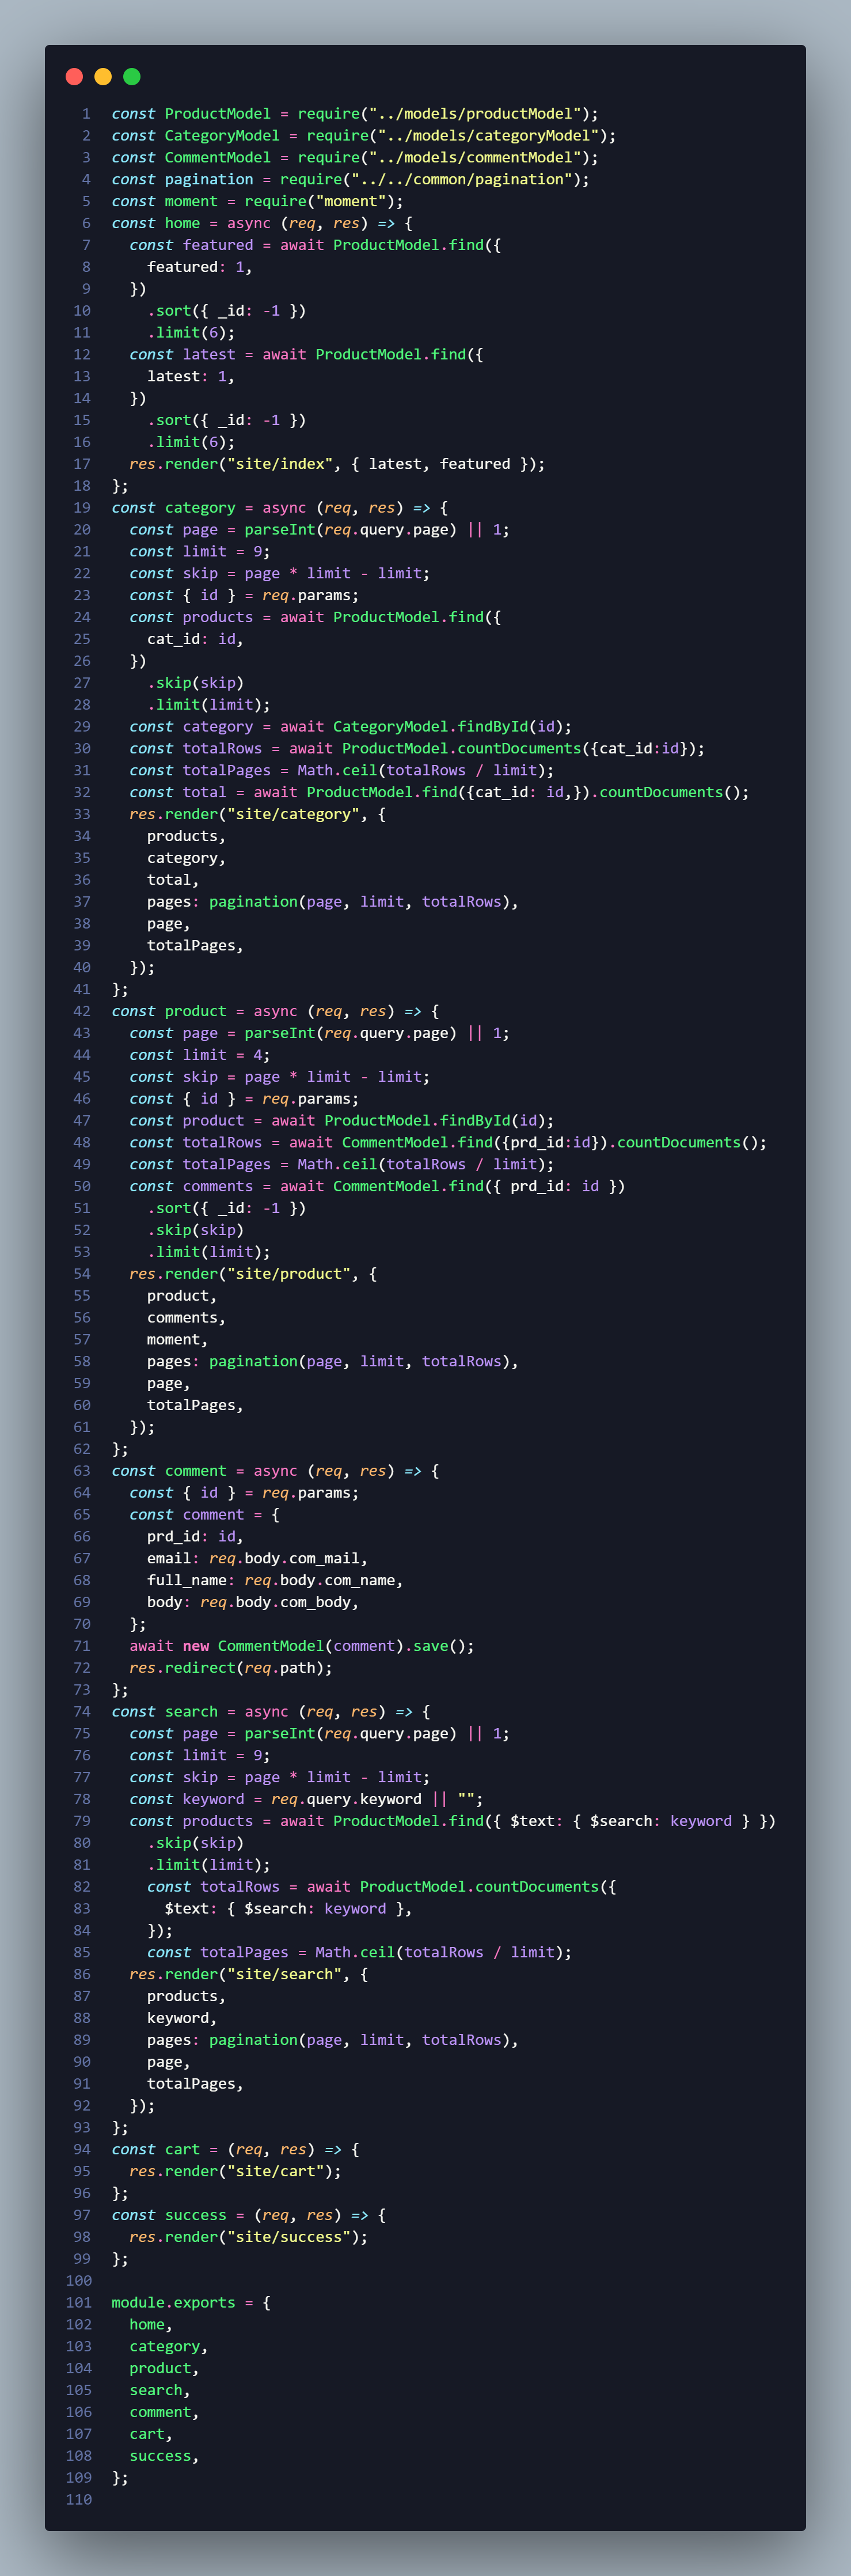 1 const ProductModel = require("../models/productModel");
2 const CategoryModel = require("../models/categoryModel");
3 const CommentModel = require("../models/commentModel");
4 const pagination = require("../../common/pagination");
5 const moment = require("moment");
6 const home = async (req, res) => {
7   const featured = await ProductModel.find({
8     featured: 1,
9   })
10     .sort({ _id: -1 })
11     .limit(6);
12   const latest = await ProductModel.find({
13     latest: 1,
14   })
15     .sort({ _id: -1 })
16     .limit(6);
17   res.render("site/index", { latest, featured });
18 };
19 const category = async (req, res) => {
20   const page = parseInt(req.query.page) || 1;
21   const limit = 9;
22   const skip = page * limit - limit;
23   const { id } = req.params;
24   const products = await ProductModel.find({
25     cat_id: id,
26   })
27     .skip(skip)
28     .limit(limit);
29   const category = await CategoryModel.findById(id);
30   const totalRows = await ProductModel.countDocuments({cat_id:id});
31   const totalPages = Math.ceil(totalRows / limit);
32   const total = await ProductModel.find({cat_id: id,}).countDocuments();
33   res.render("site/category", {
34     products,
35     category,
36     total,
37     pages: pagination(page, limit, totalRows),
38     page,
39     totalPages,
40   });
41 };
42 const product = async (req, res) => {
43   const page = parseInt(req.query.page) || 1;
44   const limit = 4;
45   const skip = page * limit - limit;
46   const { id } = req.params;
47   const product = await ProductModel.findById(id);
48   const totalRows = await CommentModel.find({prd_id:id}).countDocuments();
49   const totalPages = Math.ceil(totalRows / limit);
50   const comments = await CommentModel.find({ prd_id: id })
51     .sort({ _id: -1 })
52     .skip(skip)
53     .limit(limit);
54   res.render("site/product", {
55     product,
56     comments,
57     moment,
58     pages: pagination(page, limit, totalRows),
59     page,
60     totalPages,
61   });
62 };
63 const comment = async (req, res) => {
64   const { id } = req.params;
65   const comment = {
66     prd_id: id,
67     email: req.body.com_mail,
68     full_name: req.body.com_name,
69     body: req.body.com_body,
70   };
71   await new CommentModel(comment).save();
72   res.redirect(req.path);
73 };
74 const search = async (req, res) => {
75   const page = parseInt(req.query.page) || 1;
76   const limit = 9;
77   const skip = page * limit - limit;
78   const keyword = req.query.keyword || "";
79   const products = await ProductModel.find({ $text: { $search: keyword } })
80     .skip(skip)
81     .limit(limit);
82     const totalRows = await ProductModel.countDocuments({
83       $text: { $search: keyword },
84     });
85     const totalPages = Math.ceil(totalRows / limit);
86   res.render("site/search", {
87     products,
88     keyword,
89     pages: pagination(page, limit, totalRows),
90     page,
91     totalPages,
92   });
93 };
94 const cart = (req, res) => {
95   res.render("site/cart");
96 };
97 const success = (req, res) => {
98   res.render("site/success");
99 };
100
101 module.exports = {
102   home,
103   category,
104   product,
105   search,
106   comment,
107   cart,
108   success,
109 };
110